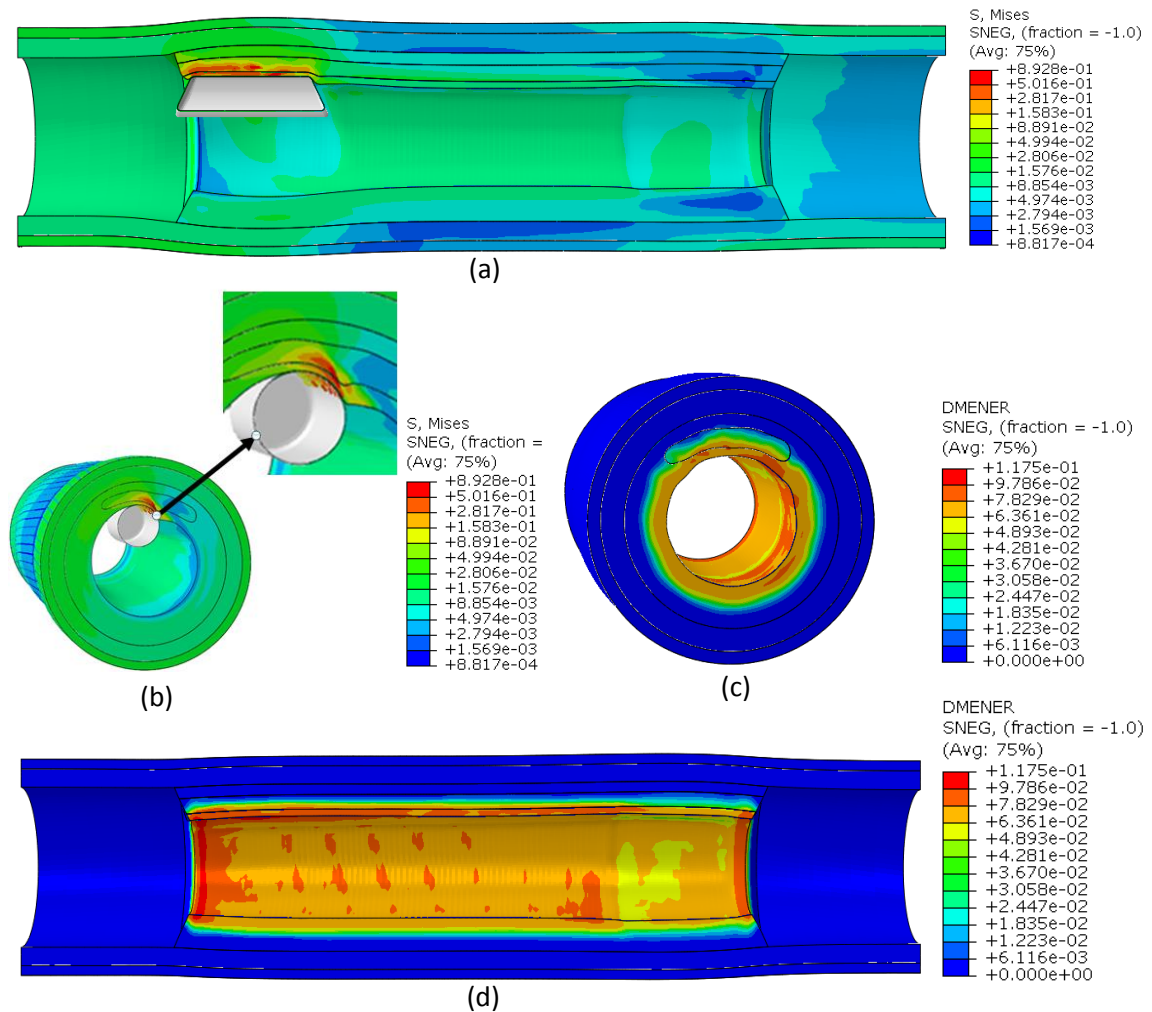 S, Mises
SNEG, (fraction = -1.0)
(Avg: 75%)
+8.928e-01
+5.016e-01
+2.817e-01
+1.583e-01
+8.891e-02
+4.994e-02
+2.806e-02
+1.576e-02
+8.854e-03
+4.974e-03
+2.794e-03
+1.569e-03
+8.817e-04
(a)
S, Mises
SNEG, (fraction =
(Avg: 75%)
+8.928e-01
+5.016e-01
+2.817e-01
+1.583e-01
+8.891e-02
+4.994e-02
+2.806e-02
+1.576e-02
+8.854e-03
+4.974e-03
+2.794e-03
+1.569e-03
+8.817e-04
(b)
DMENER
SNEG, (fraction = -1.0)
(Avg: 75%)
+1.175e-01
+9.786e-02
+7.829e-02
+6.361e-02
+4.893e-02
+4.281e-02
+3.670e-02
+3.058e-02
+2.447e-02
+1.835e-02
+1.223e-02
+6.116e-03
+0.000e+00
(c)
DMENER
SNEG, (fraction = -1.0)
(Avg: 75%)
+1.175e-01
+9.786e-02
+7.829e-02
+6.361e-02
+4.893e-02
+4.281e-02
+3.670e-02
+3.058e-02
+2.447e-02
+1.835e-02
+1.223e-02
+6.116e-03
+0.000e+00
(d)